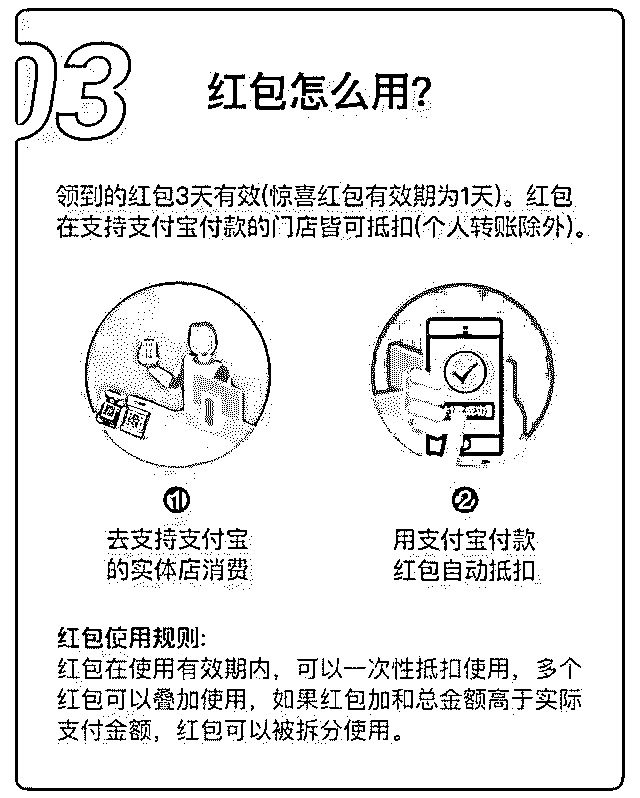 03
红包怎么用?
领到的红包3天有效(惊喜红包有效期为1天)。红包
在支持支付宝付款的门店皆可抵扣(个人转账除外)。
①
去支持支付宝
的实体店消费
②
用支付宝付款
红包自动抵扣
红包使用规则:
红包在使用有效期内，可以一次性抵扣使用，多个
红包可以叠加使用，如果红包加和总金额高于实际
支付金额，红包可以被拆分使用。